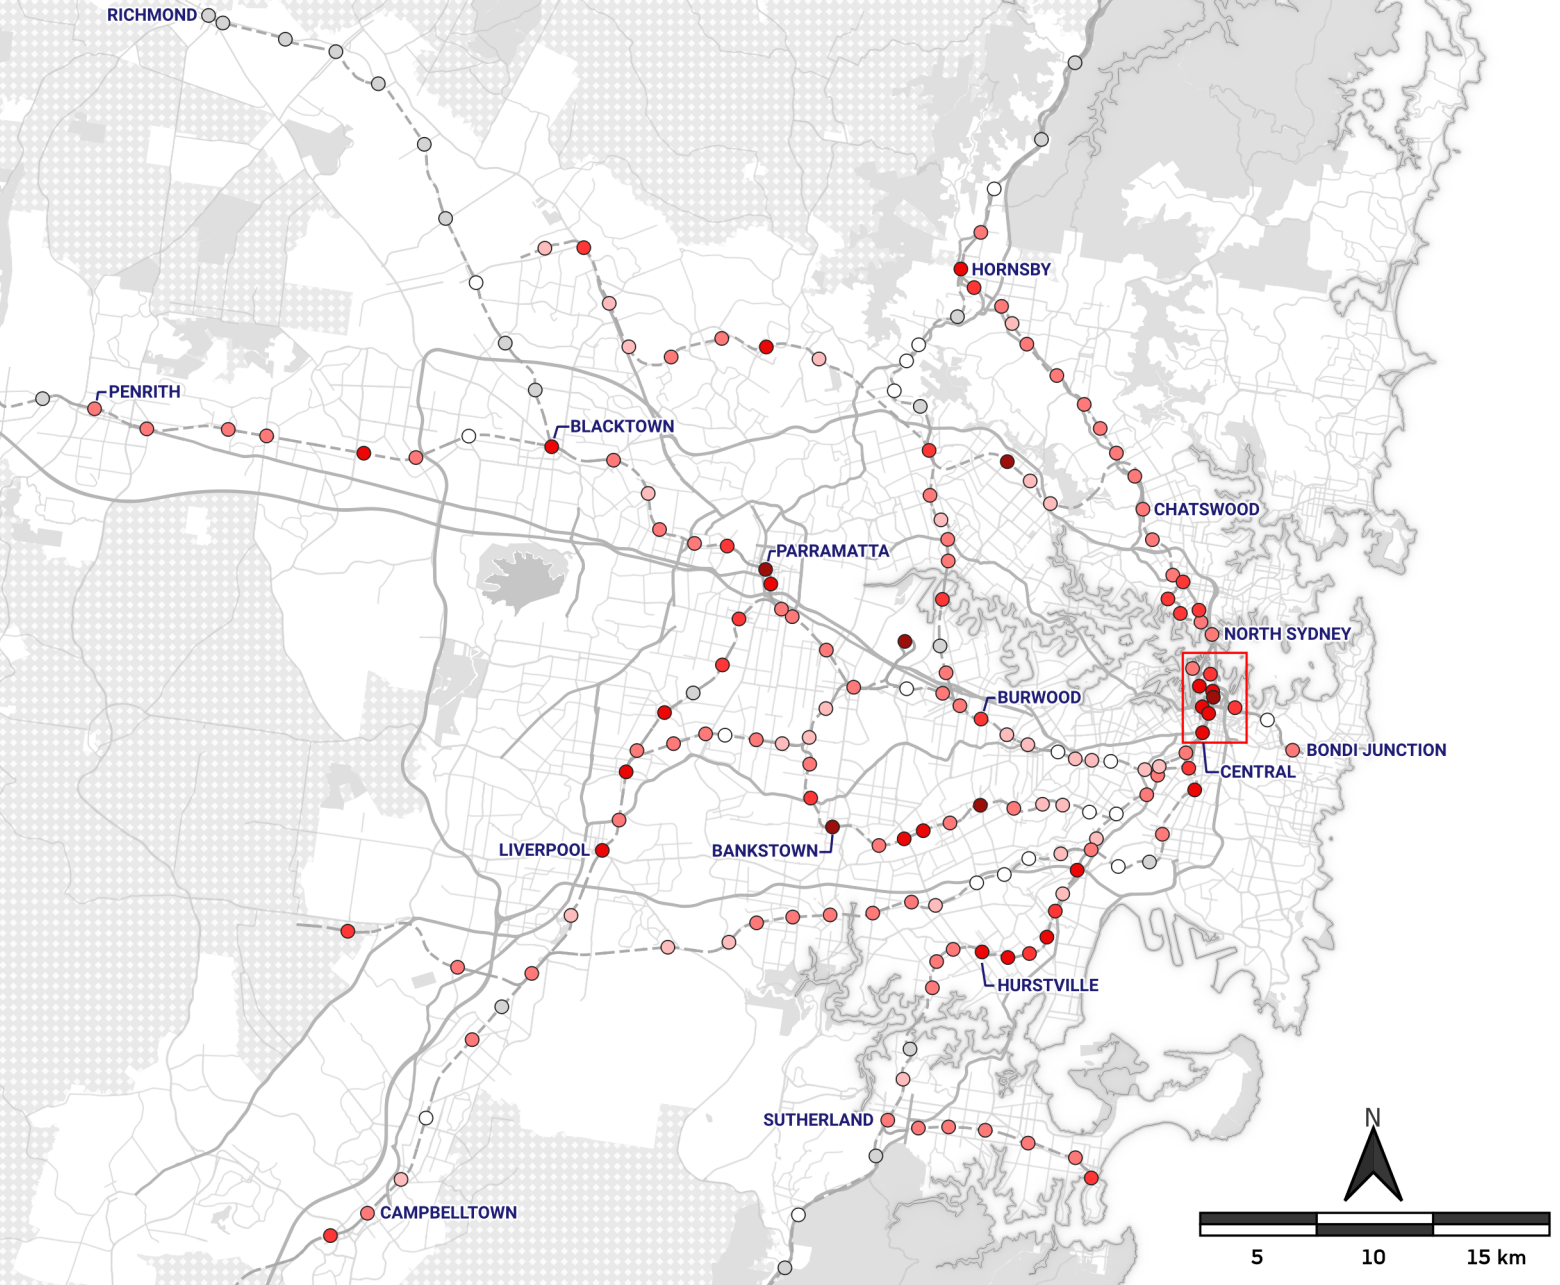 RICHMOND
HORNSBY
PENRITH
BLACKTOWN
CHATSWOOD
PARRAMATTA
NORTH SYDNEY
BURWOOD
BONDI JUNCTION
CENTRAL
LIVERPOOL
BANKSTOWN
HURSTVILLE
SUTHERLAND
N
CAMPBELLTOWN
5 10 15 km